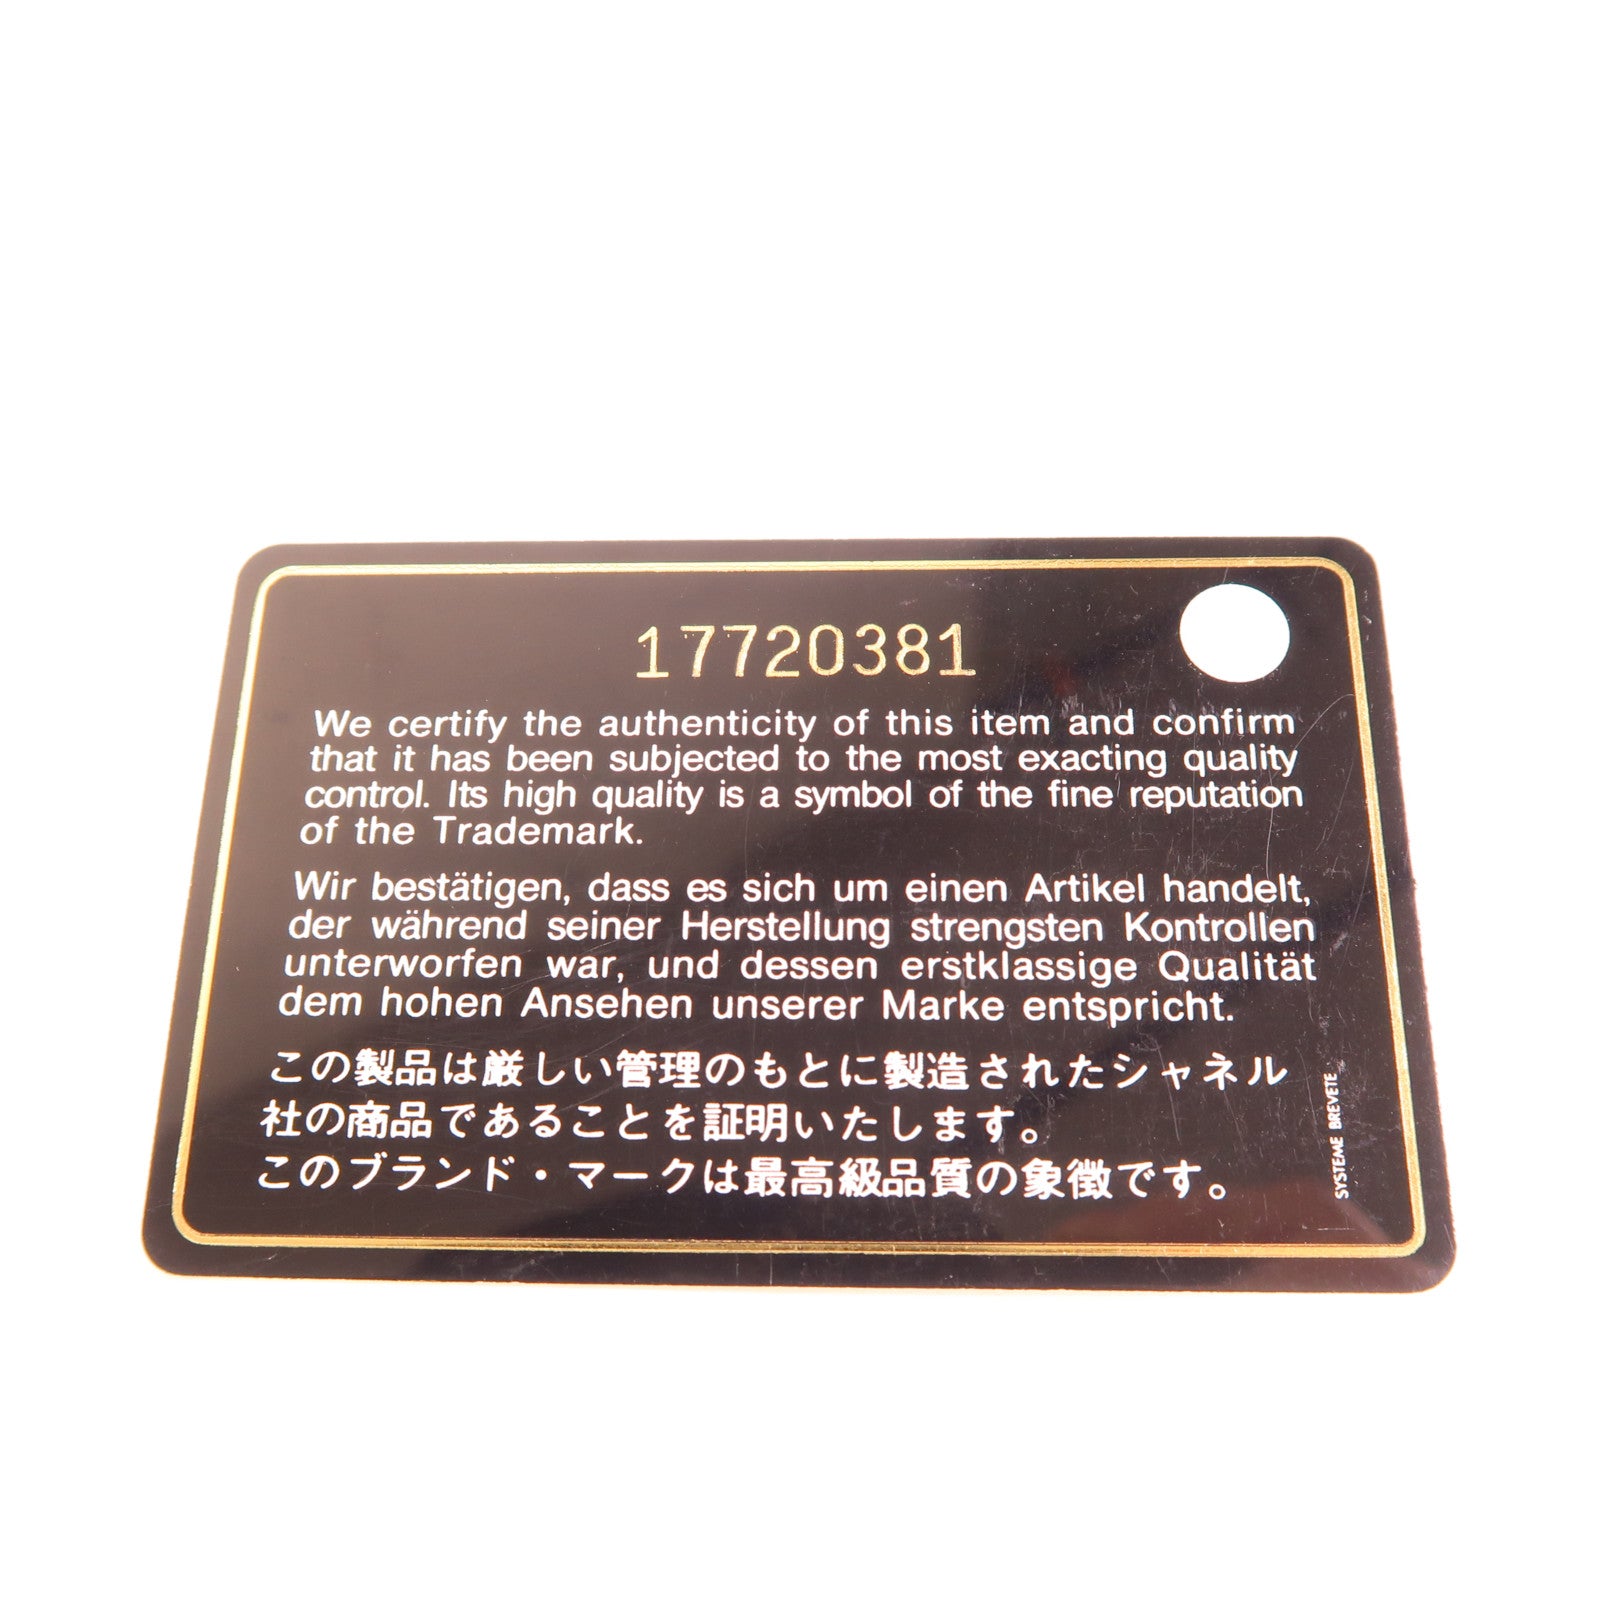 17720381
We certify the authenticity of this item and confirm
that it has been subjected to the most exacting quality
control. Its high quality is a symbol of the fine reputation
of the Trademark.
Wir bestätigen, dass es sich um einen Artikel handelt,
der während seiner Herstellung strengsten Kontrollen
unterworfen war, und dessen erstklassige Qualität
dem hohen Ansehen unserer Marke entspricht.
この製品は厳しい管理のもとに製造されたシャネル
社の商品であることを証明いたします。
このブランド・マークは最高級品質の象徴です。
SYSTEME BREVETE